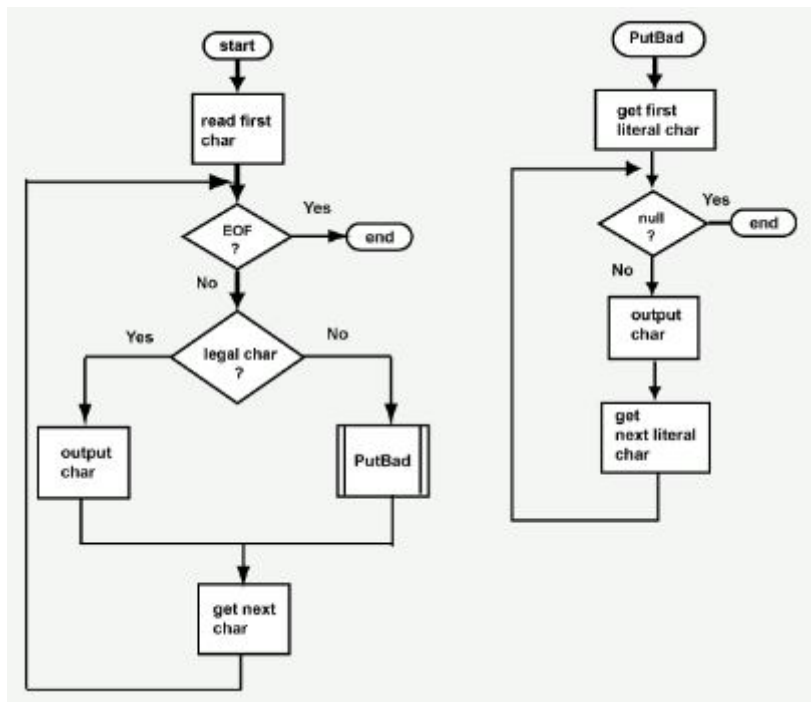 start
read first
char
EOF
?
Yes
end
No
legal char
?
Yes
No
output
char
PutBad
get next
char
PutBad
get first
literal char
null
?
Yes
end
No
output
char
get
next literal
char